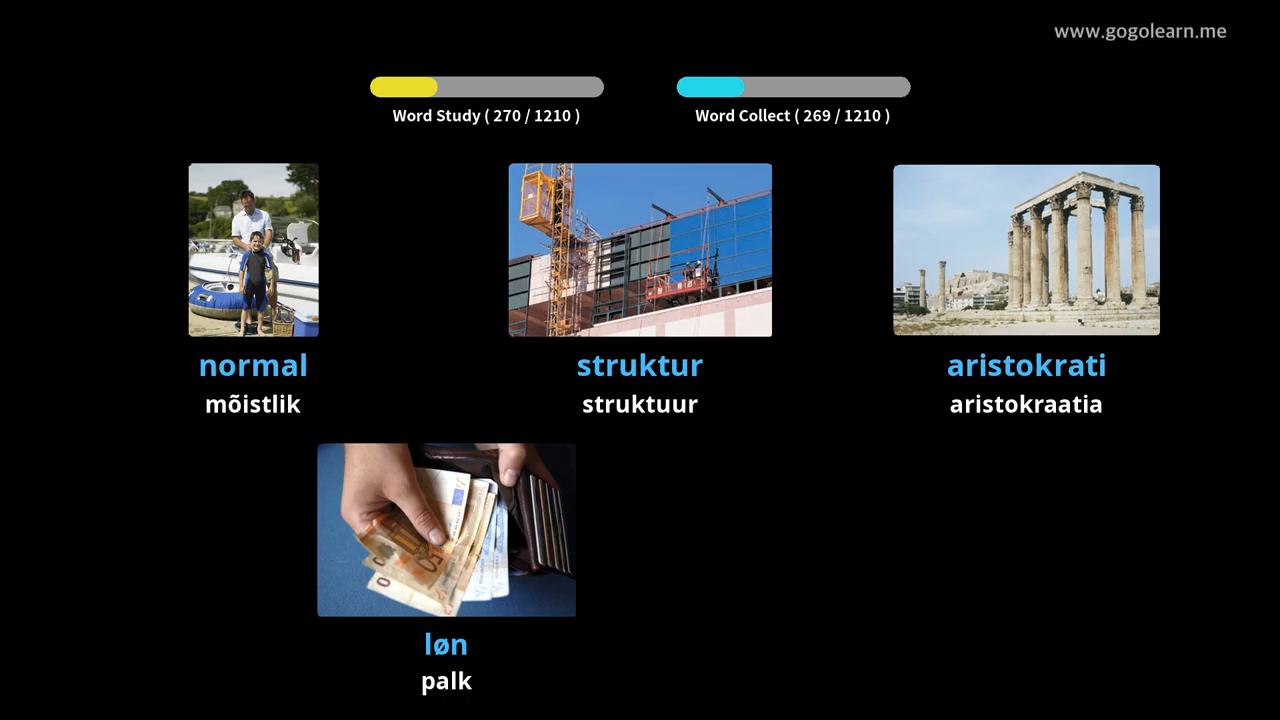 www.gogolearn.me
Word Study ( 270 / 1210 )
Word Collect ( 269 / 1210 )
normal
mõistlik
struktur
struktuur
aristokrati
aristokraatia
50
løn
palk